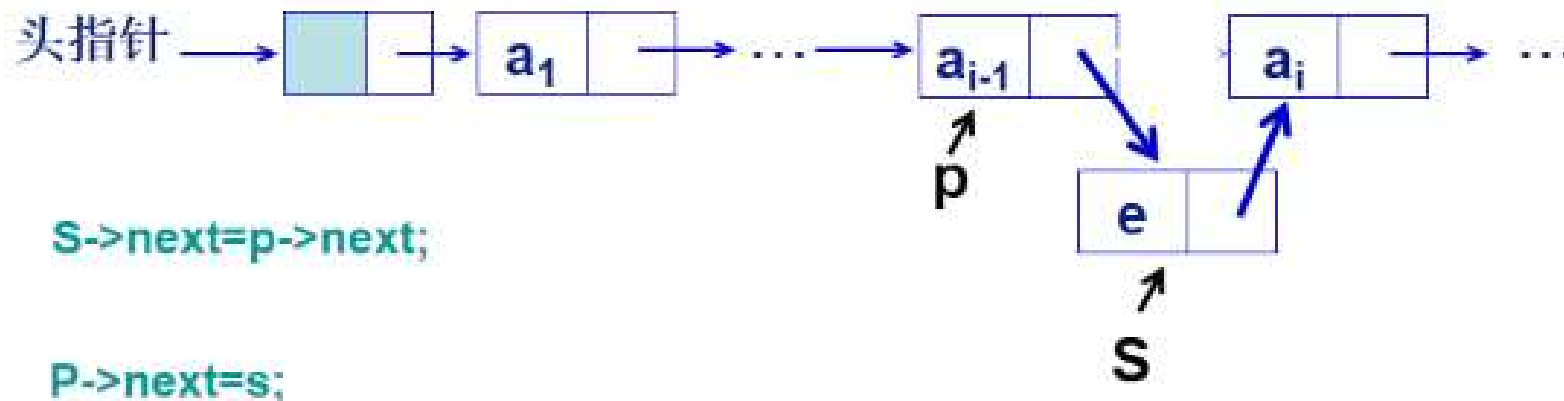 头指针 a1 ... ai-1 ai ...
p
e
S->next=p->next;
S
P->next=s;